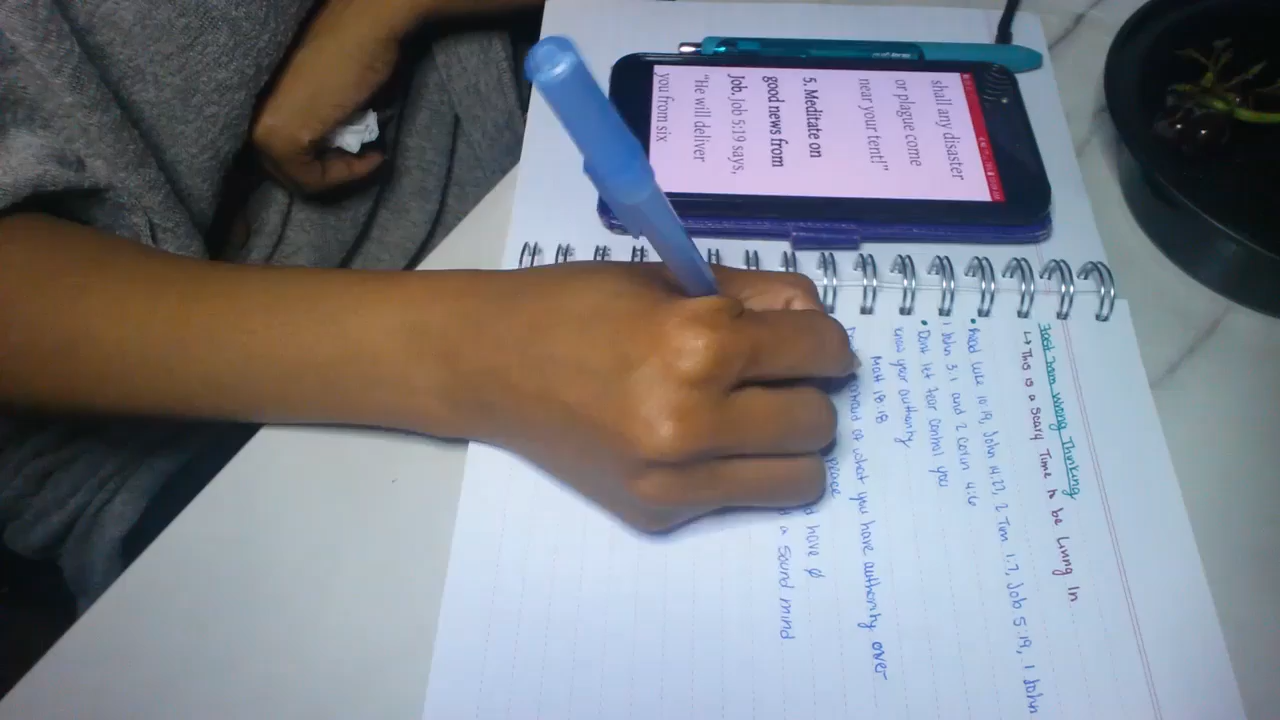 shall any disaster
or plague come
near your tent!"
5. Meditate on
good news from
Job. Job 5:19 says,
"He will deliver
you from six
Wrong Thinking
↳ This is a scary Time to be Living In
• Read Luke 10:19, John 14:27, 2 Tim 1:7, Job 5:19, 1 John
1 John 3:1 and 2 Corin 4:6
• Dont let fear control you
know your authority
Matt 18:18
afraid of what you have authority over
peace
have
a sound mind